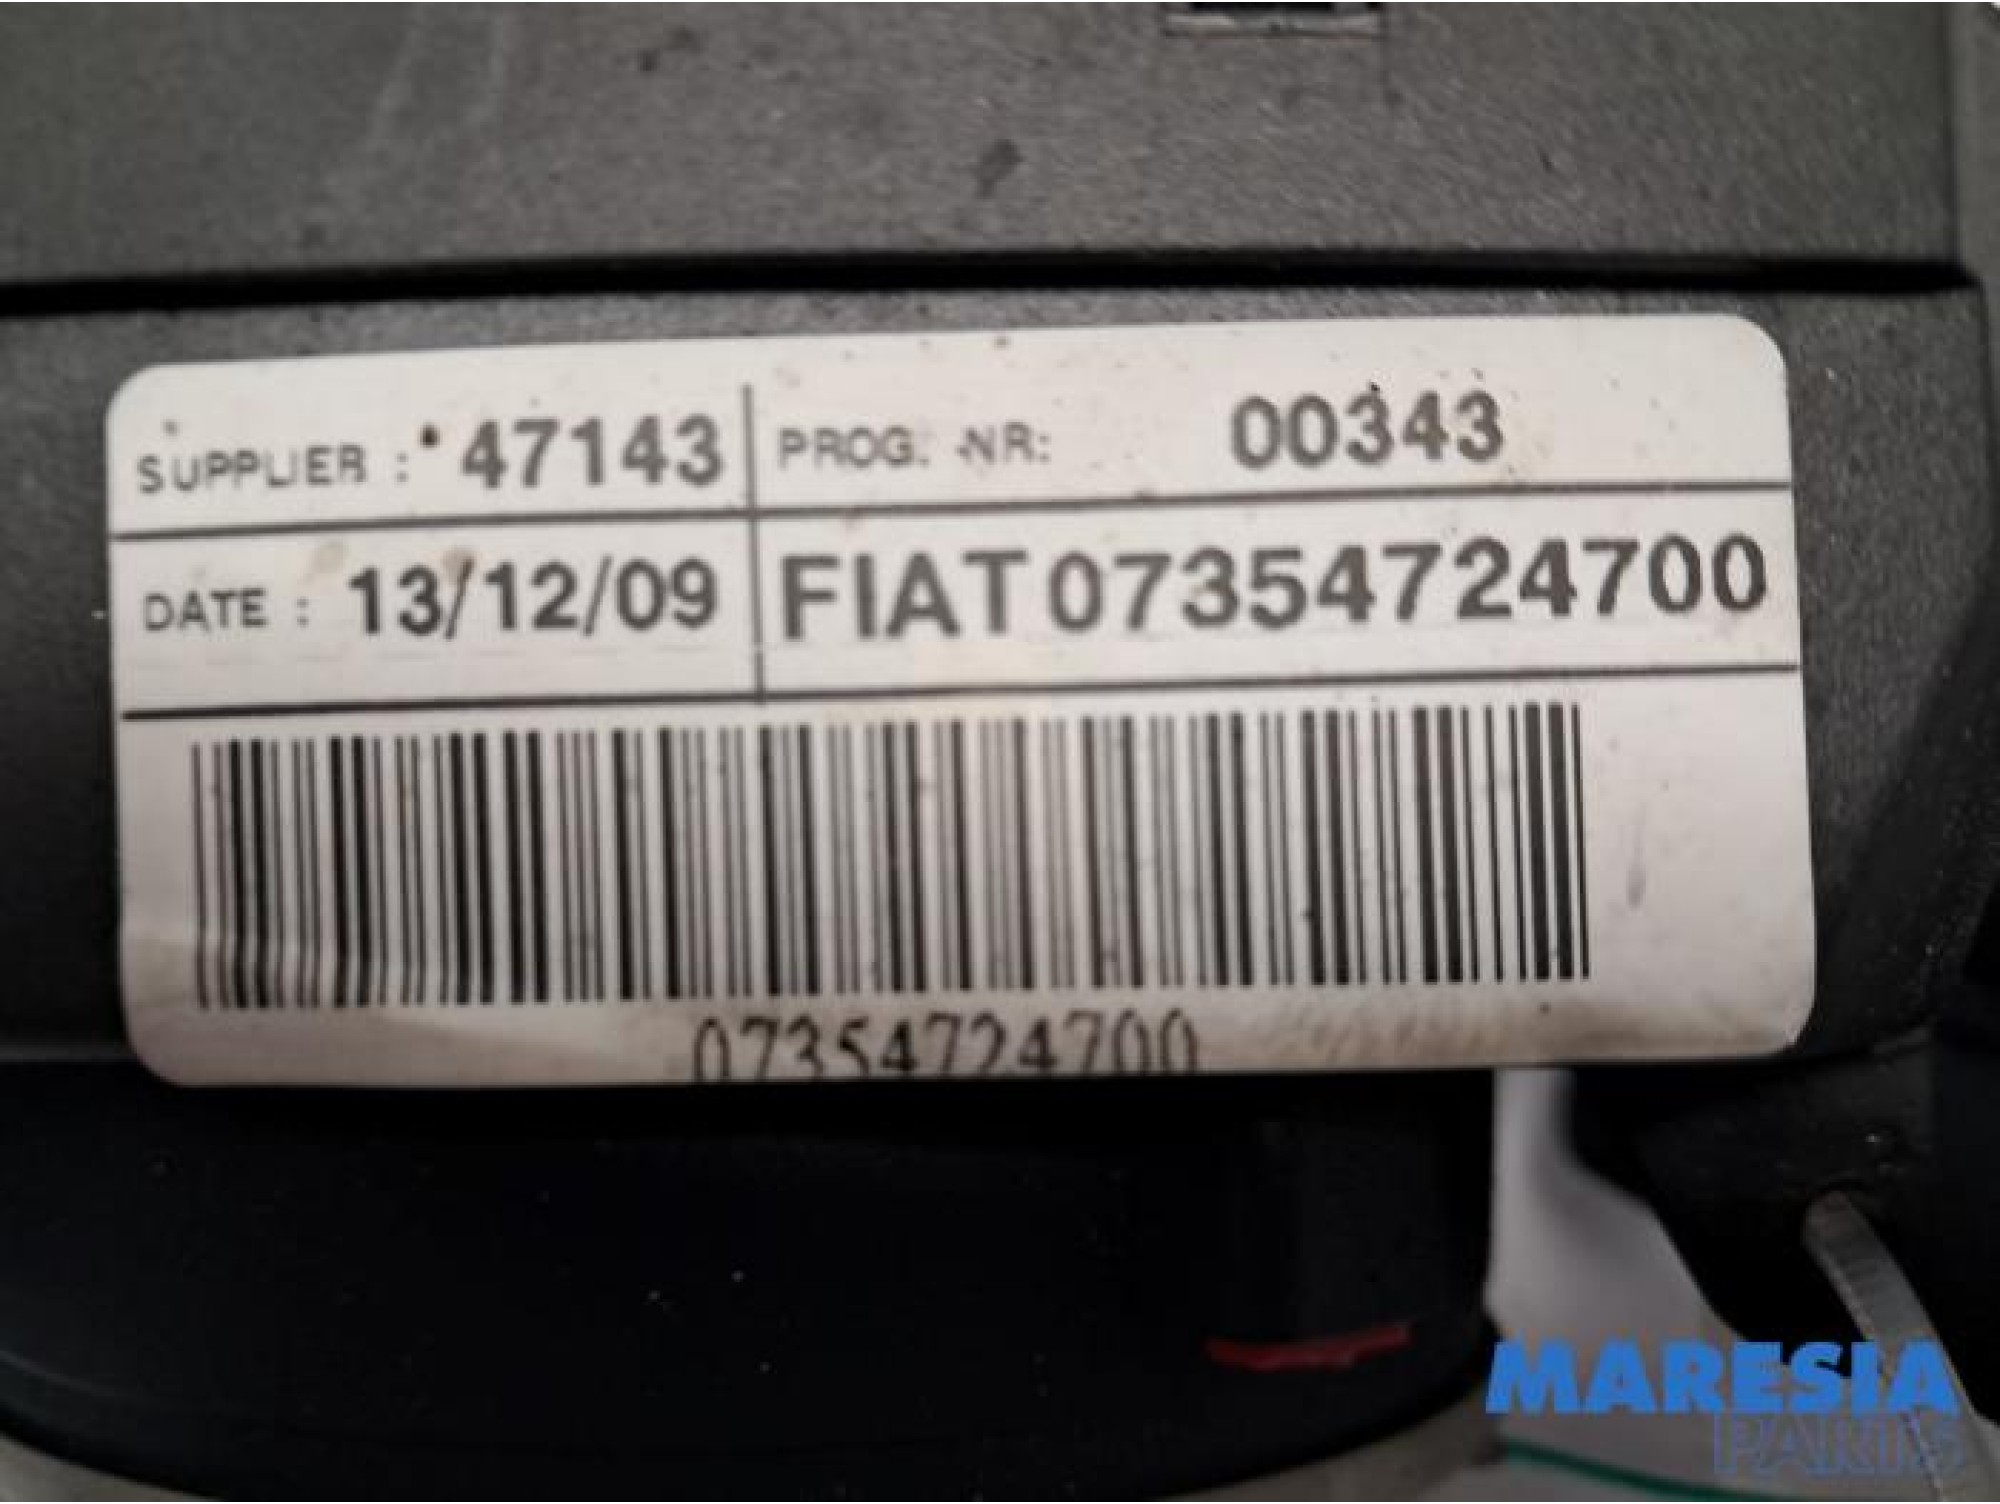 SUPPLIER : 47143 PROG. NR: 00343
DATE : 13/12/09 FIAT 07354724700
07354724700
MARESIA
PARTS